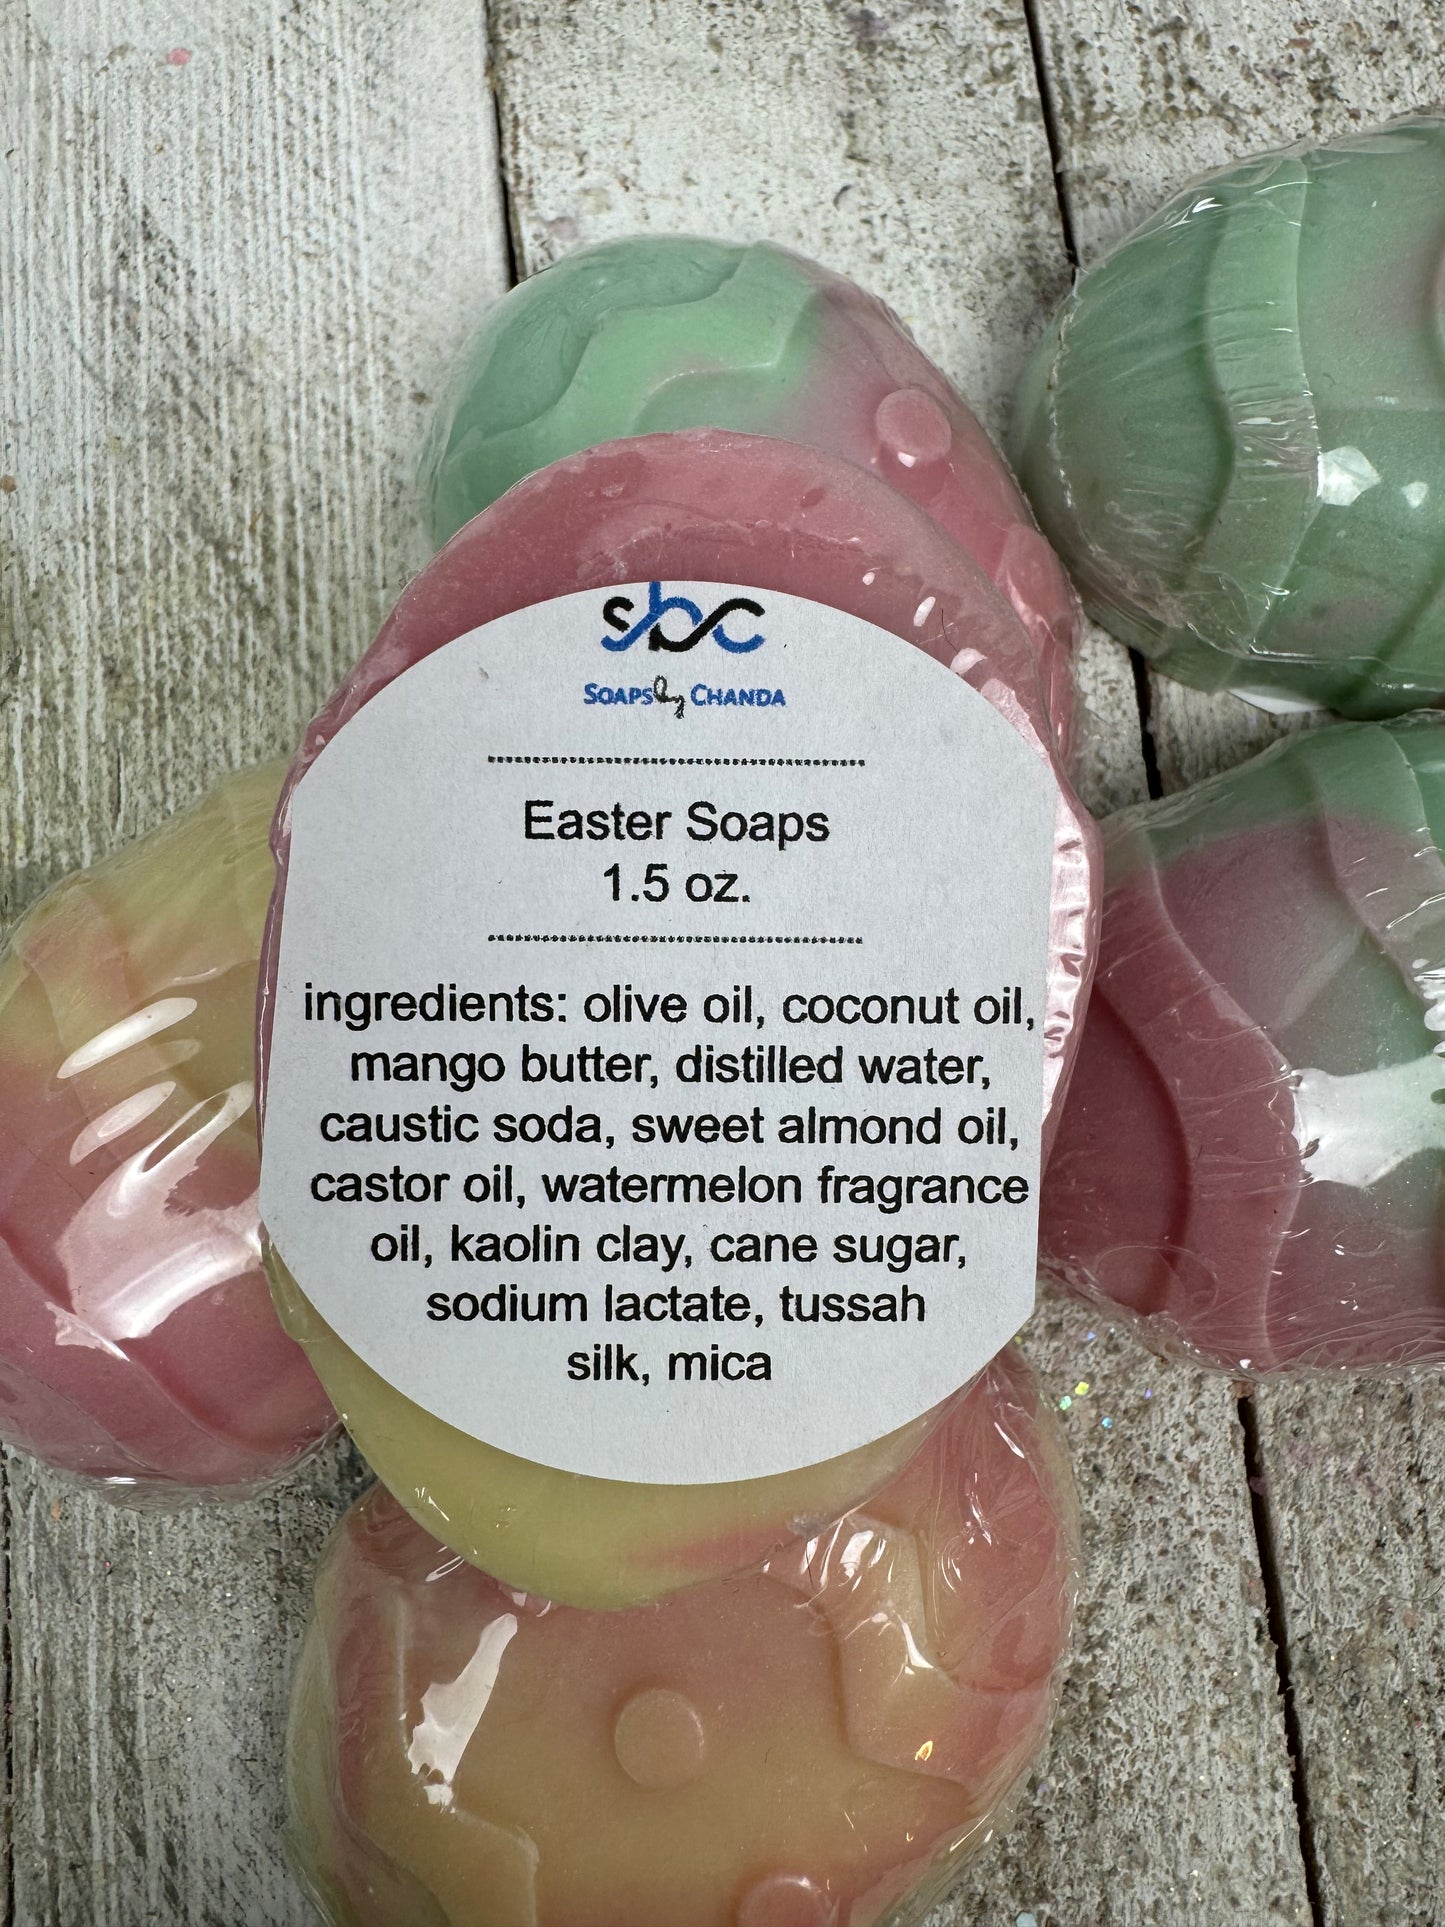 sbc
SOAPS by CHANDA
Easter Soaps
1.5 oz.
ingredients: olive oil, coconut oil,
mango butter, distilled water,
caustic soda, sweet almond oil,
castor oil, watermelon fragrance
oil, kaolin clay, cane sugar,
sodium lactate, tussah
silk, mica